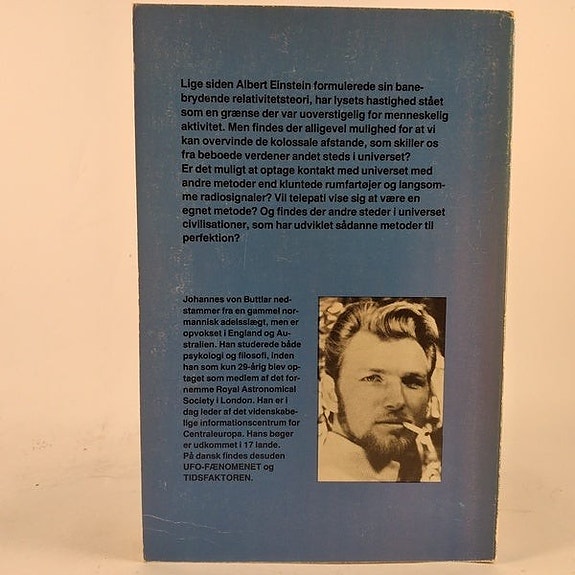 Lige siden Albert Einstein formulerede sin bane-
brydende relativitetsteori, har lysets hastighed stået
som en grænse der var uoverstigelig for menneskelig
aktivitet. Men findes der alligevel mulighed for at vi
kan overvinde de kolossale afstande, som skiller os
fra beboede verdener andet steds i universet?
Er det muligt at optage kontakt med universet med
andre metoder end kluntede rumfartøjer og langsom-
me radiosignaler? Vil telepati vise sig at være en
egnet metode? Og findes der andre steder i universet
civilisationer, som har udviklet sådanne metoder til
perfektion?
Johannes von Buttlar ned-
stammer fra en gammel nor-
mannisk adelsslægt, men er
opvokset i England og Au-
stralien. Han studerede både
psykologi og filosofi, inden
han som kun 29-årig blev op-
taget som medlem af det for-
nemme Royal Astronomical
Society i London. Han er i
dag leder af det videnskabe-
lige informationscentrum for
Centraleuropa. Hans bøger
er udkommet i 17 lande.
På dansk findes desuden
UFO-FÆNOMENET og
TIDSFAKTOREN.